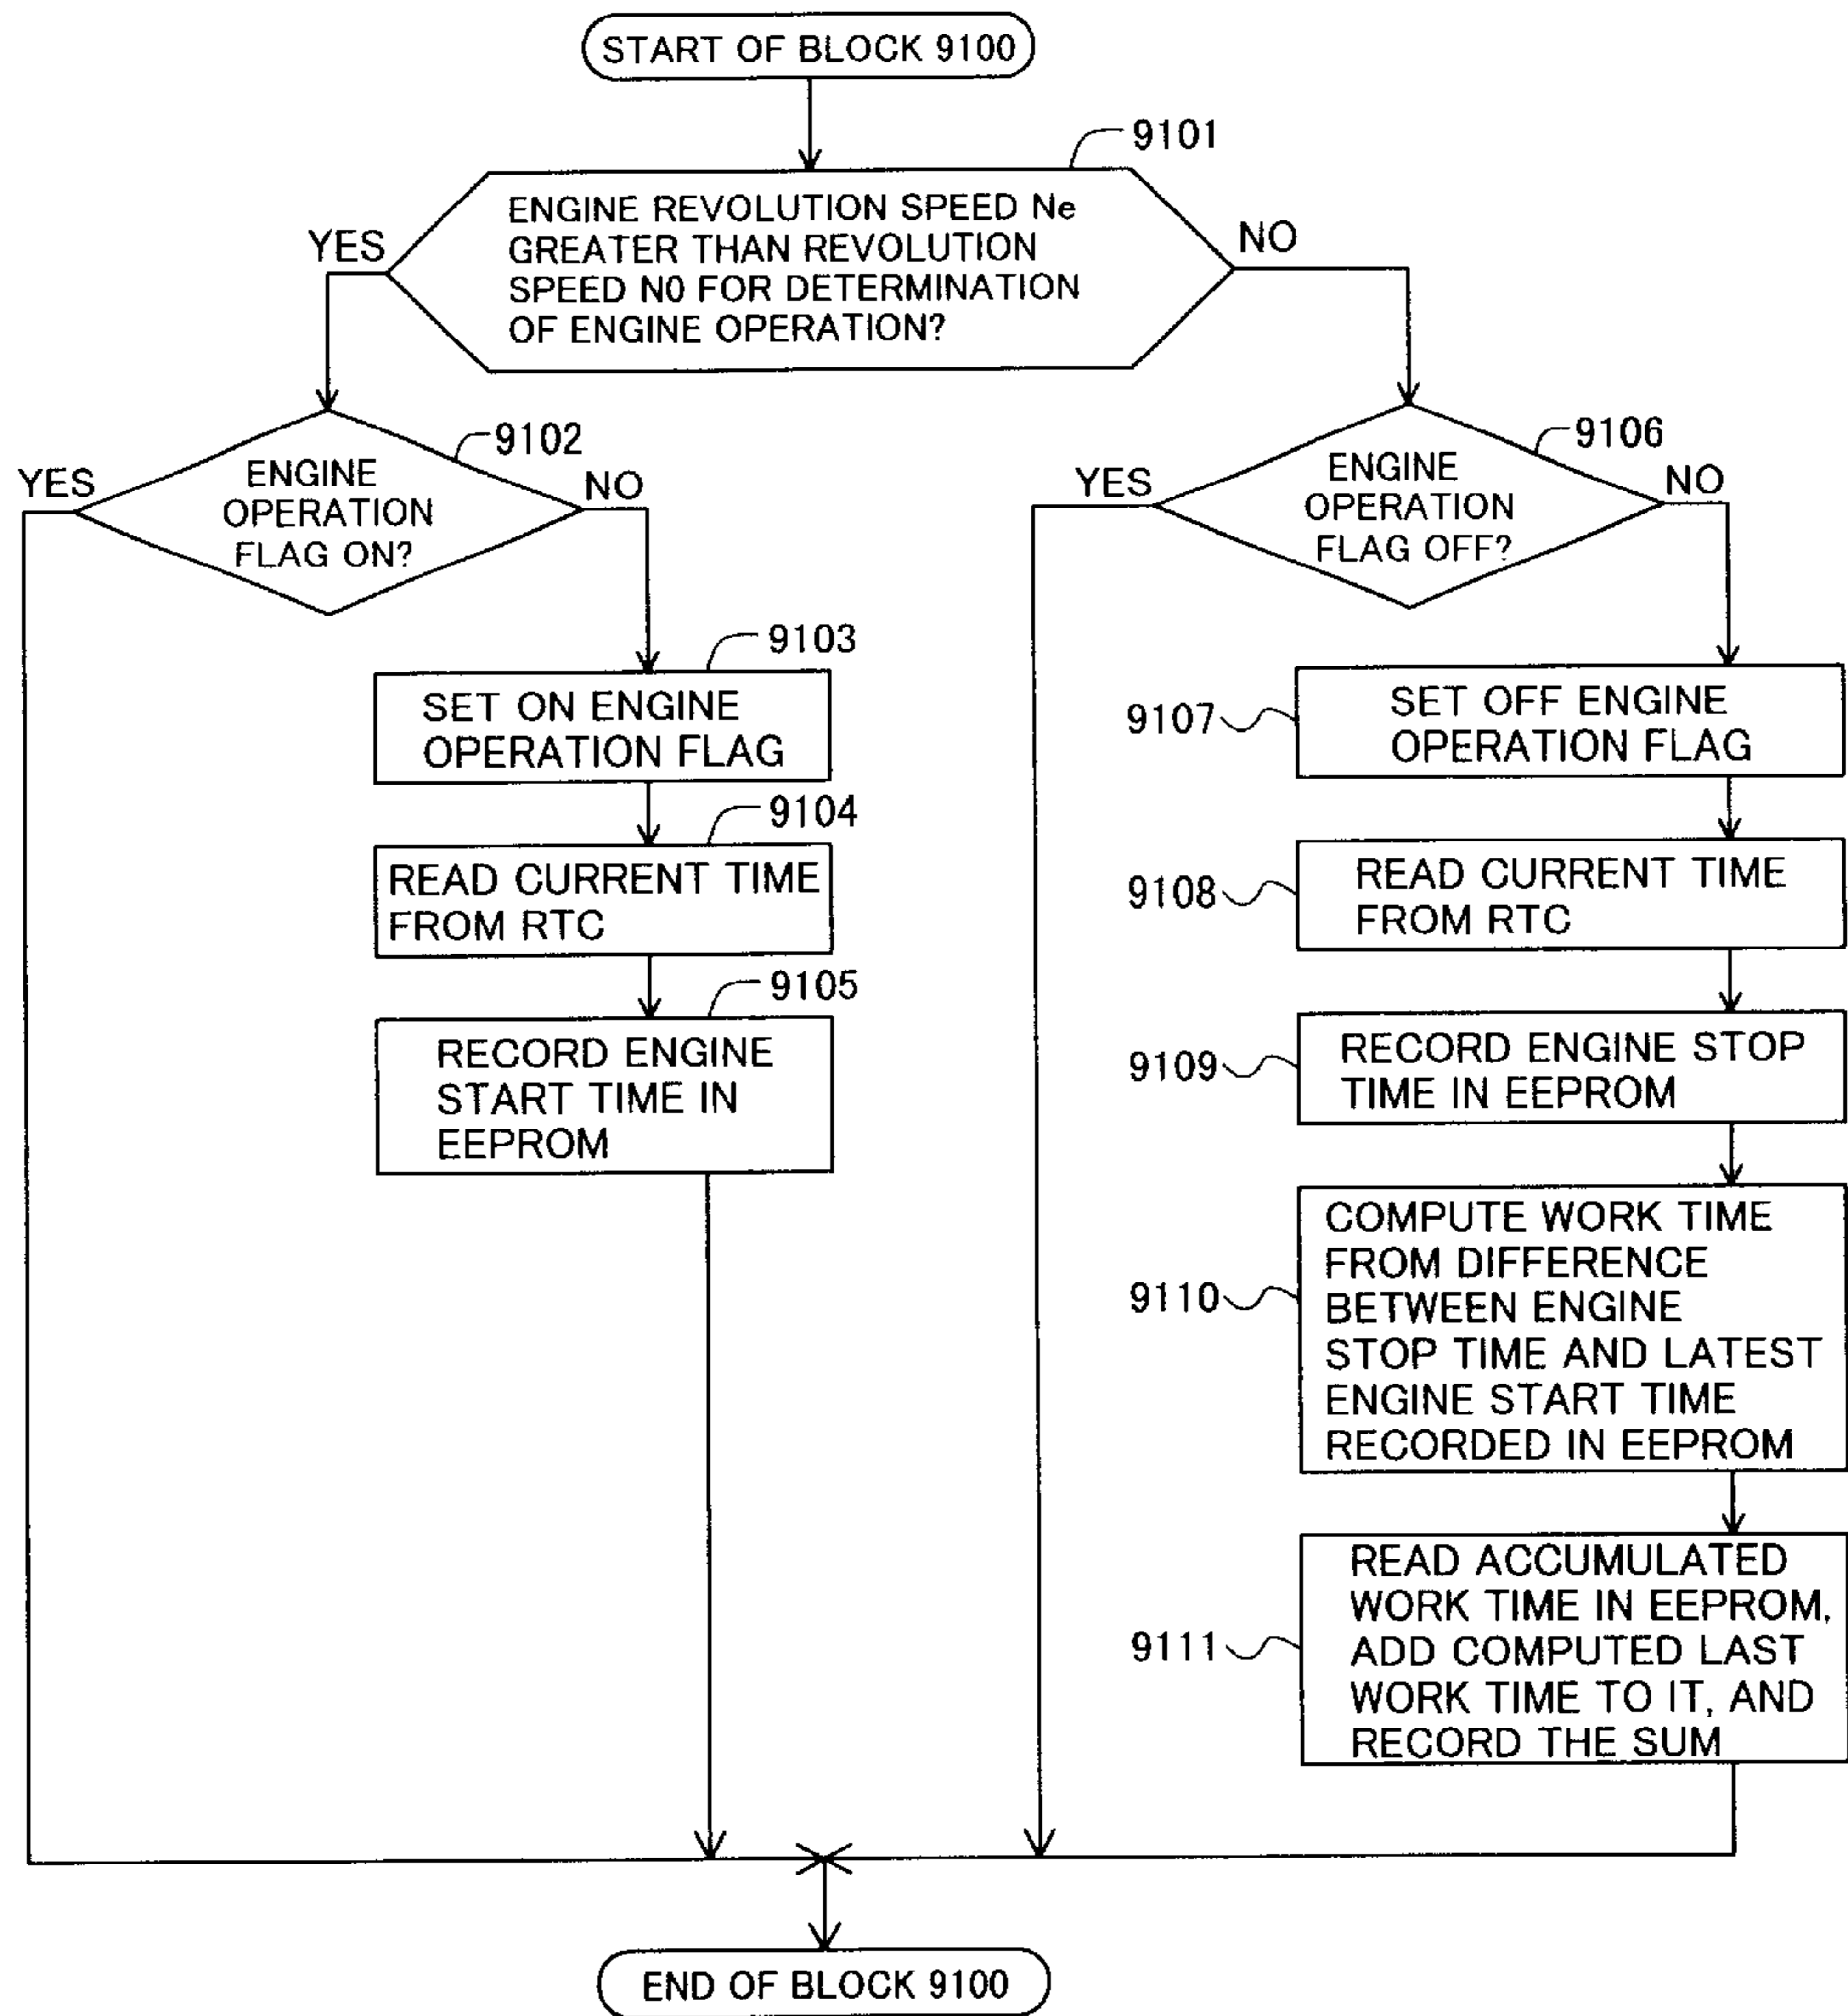 START OF BLOCK 9100
9101
ENGINE REVOLUTION SPEED Ne
GREATER THAN REVOLUTION
SPEED N0 FOR DETERMINATION
OF ENGINE OPERATION?
YES
NO
9102
ENGINE
OPERATION
FLAG ON?
YES
NO
9103
SET ON ENGINE
OPERATION FLAG
9104
READ CURRENT TIME
FROM RTC
9105
RECORD ENGINE
START TIME IN
EEPROM
9106
ENGINE
OPERATION
FLAG OFF?
YES
NO
9107
SET OFF ENGINE
OPERATION FLAG
9108
READ CURRENT TIME
FROM RTC
9109
RECORD ENGINE STOP
TIME IN EEPROM
9110
COMPUTE WORK TIME
FROM DIFFERENCE
BETWEEN ENGINE
STOP TIME AND LATEST
ENGINE START TIME
RECORDED IN EEPROM
9111
READ ACCUMULATED
WORK TIME IN EEPROM,
ADD COMPUTED LAST
WORK TIME TO IT, AND
RECORD THE SUM
END OF BLOCK 9100